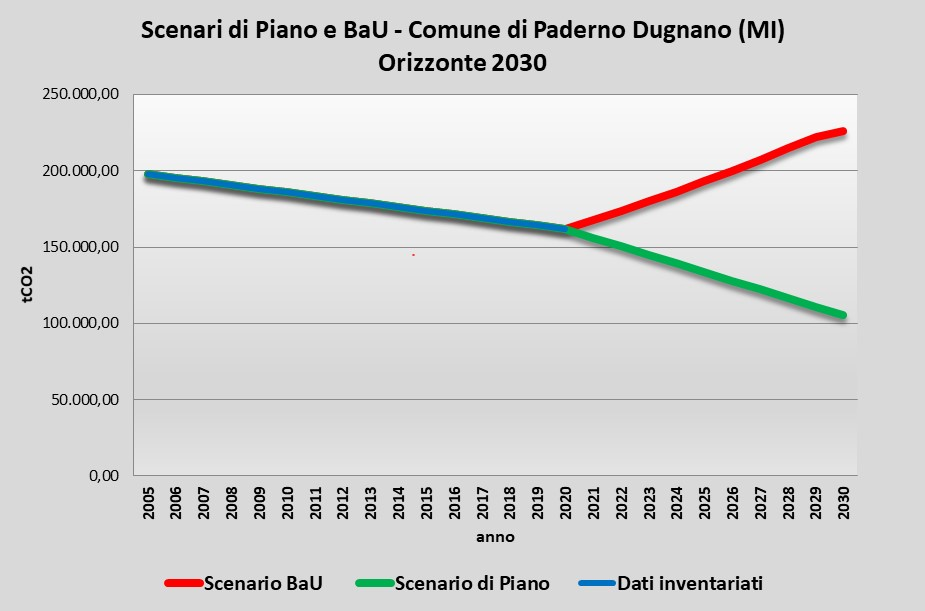 Scenari di Piano e BaU - Comune di Paderno Dugnano (MI)
Orizzonte 2030
250.000,00
200.000,00
150.000,00
100.000,00
50.000,00
0,00
tCO2
2005 2006 2007 2008 2009 2010 2011 2012 2013 2014 2015 2016 2017 2018 2019 2020 2021 2022 2023 2024 2025 2026 2027 2028 2029 2030
anno
Scenario BaU Scenario di Piano Dati inventariati